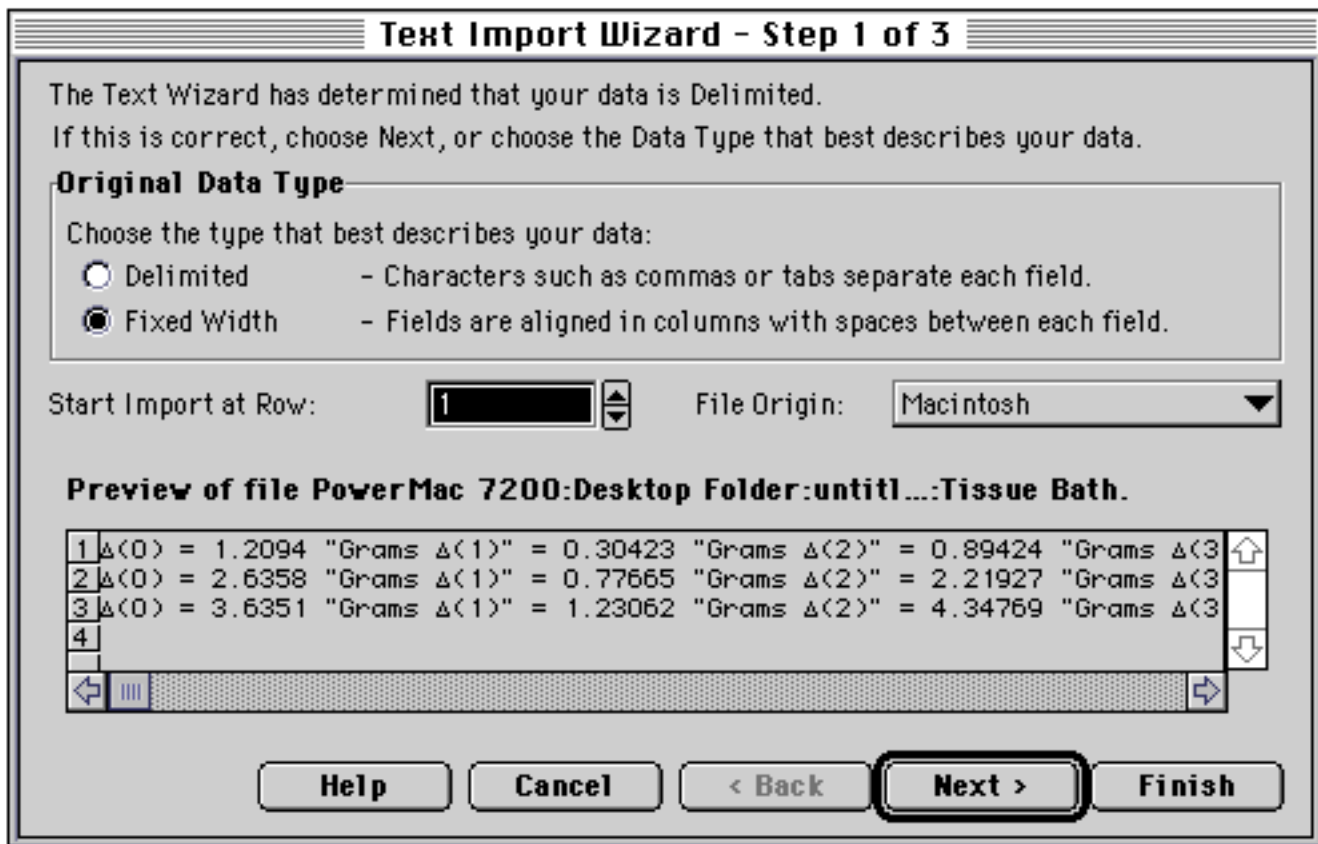 Text Import Wizard - Step 1 of 3
The Text Wizard has determined that your data is Delimited.
If this is correct, choose Next, or choose the Data Type that best describes your data.
Original Data Type
Choose the type that best describes your data:
Delimited - Characters such as commas or tabs separate each field.
Fixed Width - Fields are aligned in columns with spaces between each field.
Start Import at Row: 1 File Origin: Macintosh
Preview of file PowerMac 7200:Desktop Folder:untitl...:Tissue Bath.
1 ∆(0) = 1.2094 "Grams ∆(1)" = 0.30423 "Grams ∆(2)" = 0.89424 "Grams ∆(3
2 ∆(0) = 2.6358 "Grams ∆(1)" = 0.77665 "Grams ∆(2)" = 2.21927 "Grams ∆(3
3 ∆(0) = 3.6351 "Grams ∆(1)" = 1.23062 "Grams ∆(2)" = 4.34769 "Grams ∆(3
4
Help Cancel < Back Next > Finish